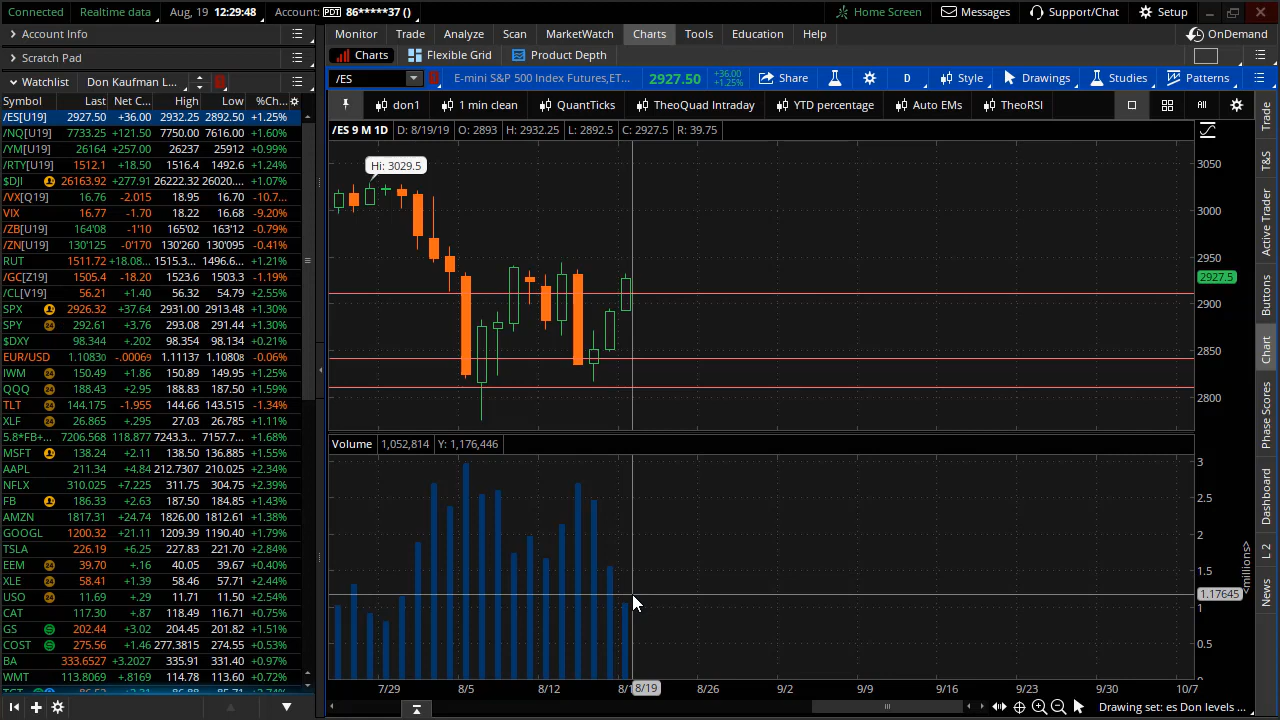 Connected Realtime data Aug, 19 12:29:48 Account: PDT 86*****37 () Home Screen Messages Support/Chat Setup
Account Info
Scratch Pad
Watchlist Don Kaufman L...
Monitor Trade Analyze Scan MarketWatch Charts Tools Education Help OnDemand
Charts Flexible Grid Product Depth
/ES E-mini S&P 500 Index Futures,ET... 2927.50 +36.00 +1.25% Share D Style Drawings Studies Patterns
don1 1 min clean QuantTicks TheoQuad Intraday YTD percentage Auto EMs TheoRSI All
/ES 9 M 1D D: 8/19/19 O: 2893 H: 2932.25 L: 2892.5 C: 2927.5 R: 39.75
Symbol Last Net C... High Low %Ch...
/ES[U19] 2927.50 +36.00 2932.25 2892.50 +1.25%
/NQ[U19] 7733.25 +121.50 7750.00 7616.00 +1.60%
/YM[U19] 26164 +257.00 26237 25912 +0.99%
/RTY[U19] 1512.1 +18.50 1516.4 1492.6 +1.24%
$DJI 26163.92 +277.91 26222.32 26020.... +1.07%
/VX[Q19] 16.76 -2.015 18.95 16.70 -10.7...
VIX 16.77 -1.70 18.22 16.68 -9.20%
/ZB[U19] 164'08 -1'10 165'02 163'12 -0.79%
/ZN[U19] 130'125 -0'170 130'260 130'095 -0.41%
RUT 1511.72 +18.08... 1515.3... 1496.6... +1.21%
/GC[Z19] 1505.4 -18.20 1523.6 1503.3 -1.19%
/CL[V19] 56.21 +1.40 56.32 54.79 +2.55%
SPX 2926.32 +37.64 2931.00 2913.48 +1.30%
SPY 24 292.61 +3.76 293.08 291.44 +1.30%
$DXY 98.344 +.202 98.354 98.134 +0.21%
EUR/USD 1.10830 -.00069 1.11137 1.10808 -0.06%
IWM 24 150.49 +1.86 150.89 149.95 +1.25%
QQQ 24 188.43 +2.95 188.83 187.50 +1.59%
TLT 24 144.175 -1.955 144.66 143.515 -1.34%
XLF 24 26.865 +.295 27.03 26.785 +1.11%
5.8*FB+... 7206.568 118.877 7243.3... 7157.7... +1.68%
MSFT 138.24 +2.11 138.50 136.885 +1.55%
AAPL 211.34 +4.84 212.7307 210.025 +2.34%
NFLX 310.025 +7.225 311.75 304.75 +2.39%
FB 186.33 +2.63 187.50 184.85 +1.43%
AMZN 1817.31 +24.74 1826.00 1812.61 +1.38%
GOOGL 1200.32 +21.11 1209.39 1190.40 +1.79%
TSLA 226.19 +6.25 227.83 221.70 +2.84%
EEM 24 39.70 +.16 40.05 39.67 +0.40%
XLE 24 58.41 +1.39 58.46 57.71 +2.44%
USO 24 11.69 +.29 11.71 11.50 +2.54%
CAT 117.30 +.87 118.49 116.71 +0.75%
GS 202.44 +3.02 204.45 201.82 +1.51%
COST 275.56 +1.46 277.3815 274.55 +0.53%
BA 333.6527 +3.2027 335.91 331.40 +0.97%
WMT 113.8069 +.8169 114.78 113.60 +0.72%
Hi: 3029.5
3050
3000
2950
2927.5
2900
2850
2800
Volume 1,052,814 Y: 1,176,446
3
2.5
2
1.5
1.17645
1
0.5
<millions>
7/29 8/5 8/12 8/19 8/26 9/2 9/9 9/16 9/23 9/30 10/7
Drawing set: es Don levels ...
Trade
T&S
Active Trader
Buttons
Chart
Phase Scores
Dashboard
L 2
News